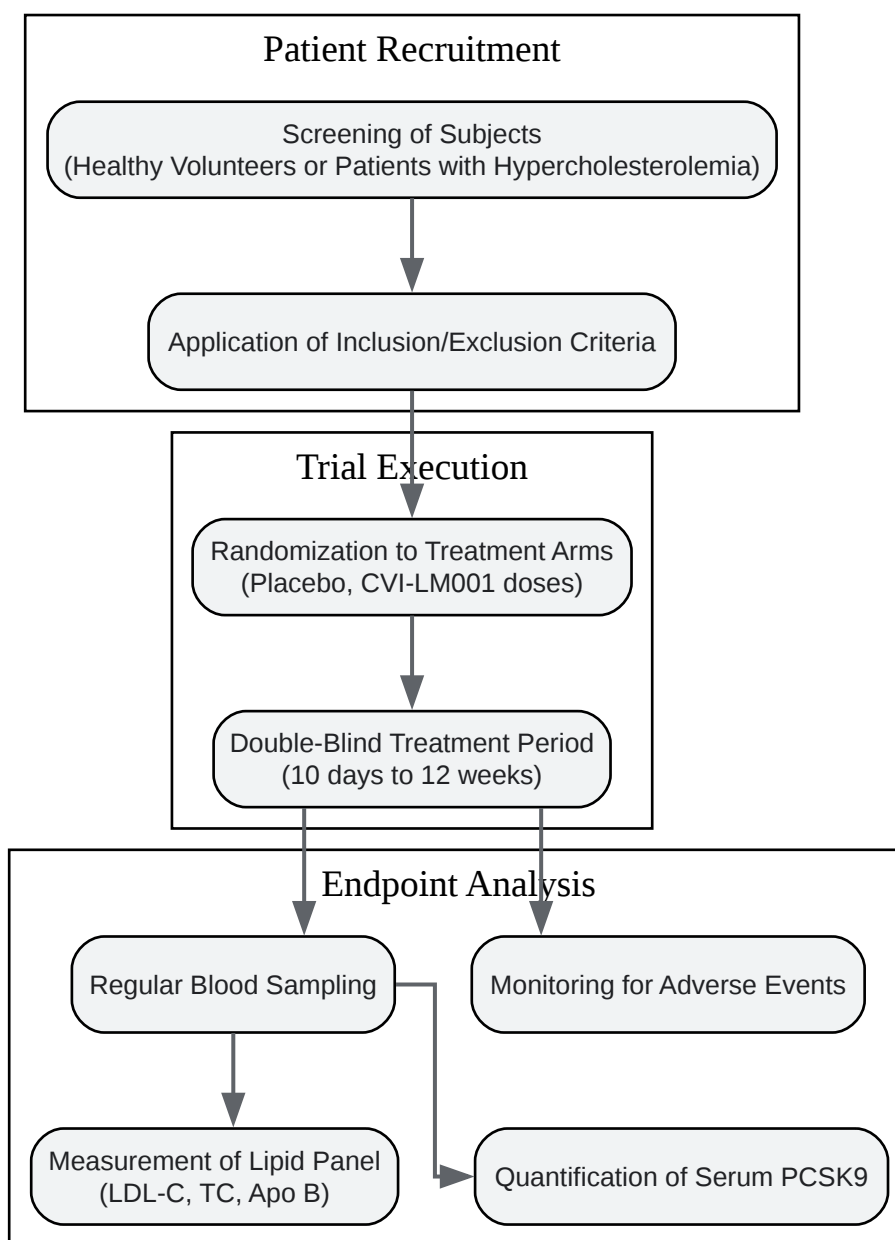 Patient Recruitment
Screening of Subjects
(Healthy Volunteers or Patients with Hypercholesterolemia)
Application of Inclusion/Exclusion Criteria
Trial Execution
Randomization to Treatment Arms
(Placebo, CVI-LM001 doses)
Double-Blind Treatment Period
(10 days to 12 weeks)
Endpoint Analysis
Regular Blood Sampling
Monitoring for Adverse Events
Measurement of Lipid Panel
(LDL-C, TC, Apo B)
Quantification of Serum PCSK9